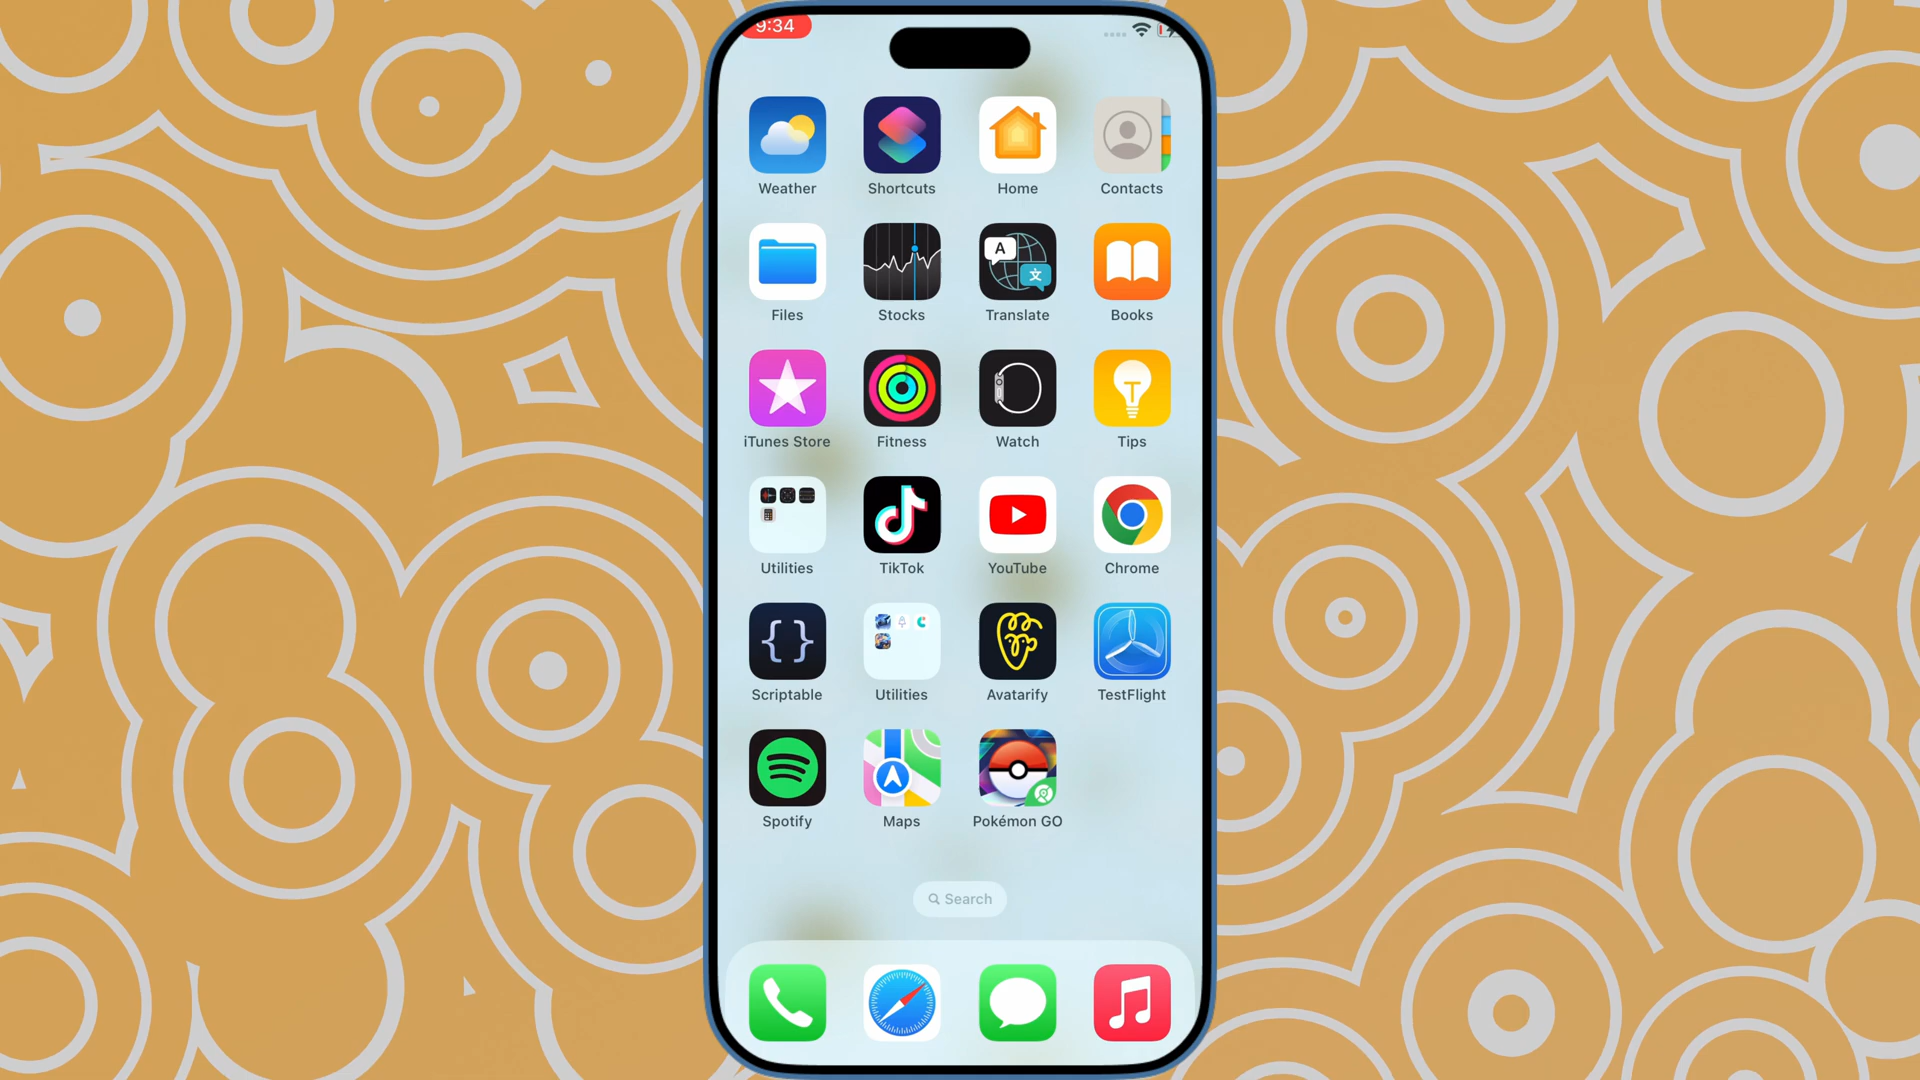 9:34
Weather Shortcuts Home Contacts
A
文
Files Stocks Translate Books
iTunes Store Fitness Watch Tips
Utilities TikTok YouTube Chrome
{}
Scriptable Utilities Avatarify TestFlight
Spotify Maps Pokémon GO
Search